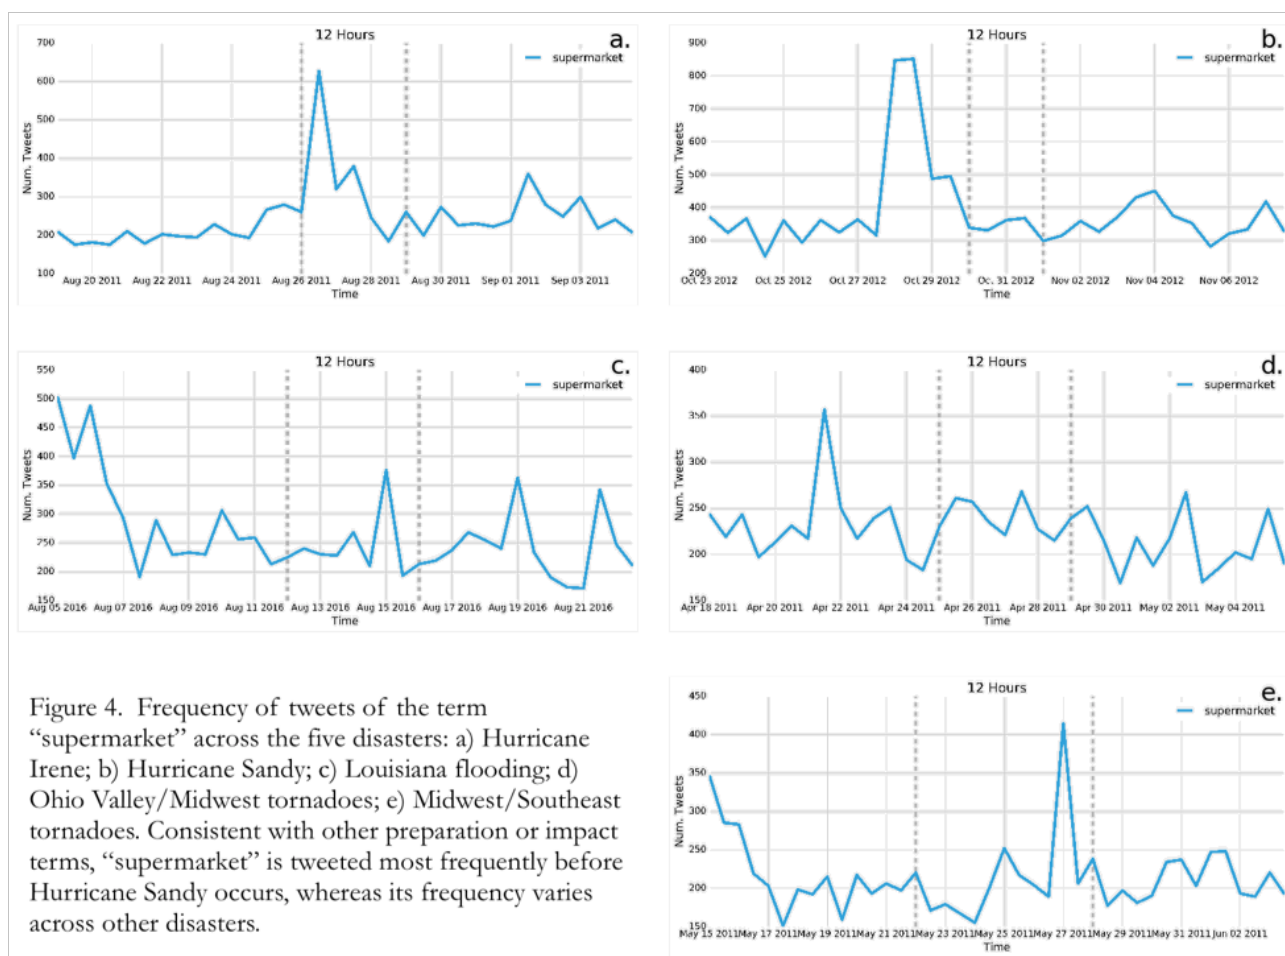 12 Hours
a.
supermarket
700
600
500
400
300
200
100
Num. Tweets
Aug 20 2011 Aug 22 2011 Aug 24 2011 Aug 26 2011 Aug 28 2011 Aug 30 2011 Sep 01 2011 Sep 03 2011
Time
12 Hours
b.
supermarket
900
800
700
600
500
400
300
200
Num. Tweets
Oct 23 2012 Oct 25 2012 Oct 27 2012 Oct 29 2012 Oc. 31 2012 Nov 02 2012 Nov 04 2012 Nov 06 2012
Time
12 Hours
c.
supermarket
550
500
450
400
350
300
250
200
150
Num. Tweets
Aug 05 2016 Aug 07 2016 Aug 09 2016 Aug 11 2016 Aug 13 2016 Aug 15 2016 Aug 17 2016 Aug 19 2016 Aug 21 2016
Time
12 Hours
d.
supermarket
400
350
300
250
200
150
Num. Tweets
Apr 18 2011 Apr 20 2011 Apr 22 2011 Apr 24 2011 Apr 26 2011 Apr 28 2011 Apr 30 2011 May 02 2011 May 04 2011
Time
Figure 4. Frequency of tweets of the term
“supermarket” across the five disasters: a) Hurricane
Irene; b) Hurricane Sandy; c) Louisiana flooding; d)
Ohio Valley/Midwest tornadoes; e) Midwest/Southeast
tornadoes. Consistent with other preparation or impact
terms, “supermarket” is tweeted most frequently before
Hurricane Sandy occurs, whereas its frequency varies
across other disasters.
12 Hours
e.
supermarket
450
400
350
300
250
200
150
Num. Tweets
May 15 2011 May 17 2011 May 19 2011 May 21 2011 May 23 2011 May 25 2011 May 27 2011 May 29 2011 May 31 2011 Jun 02 2011
Time